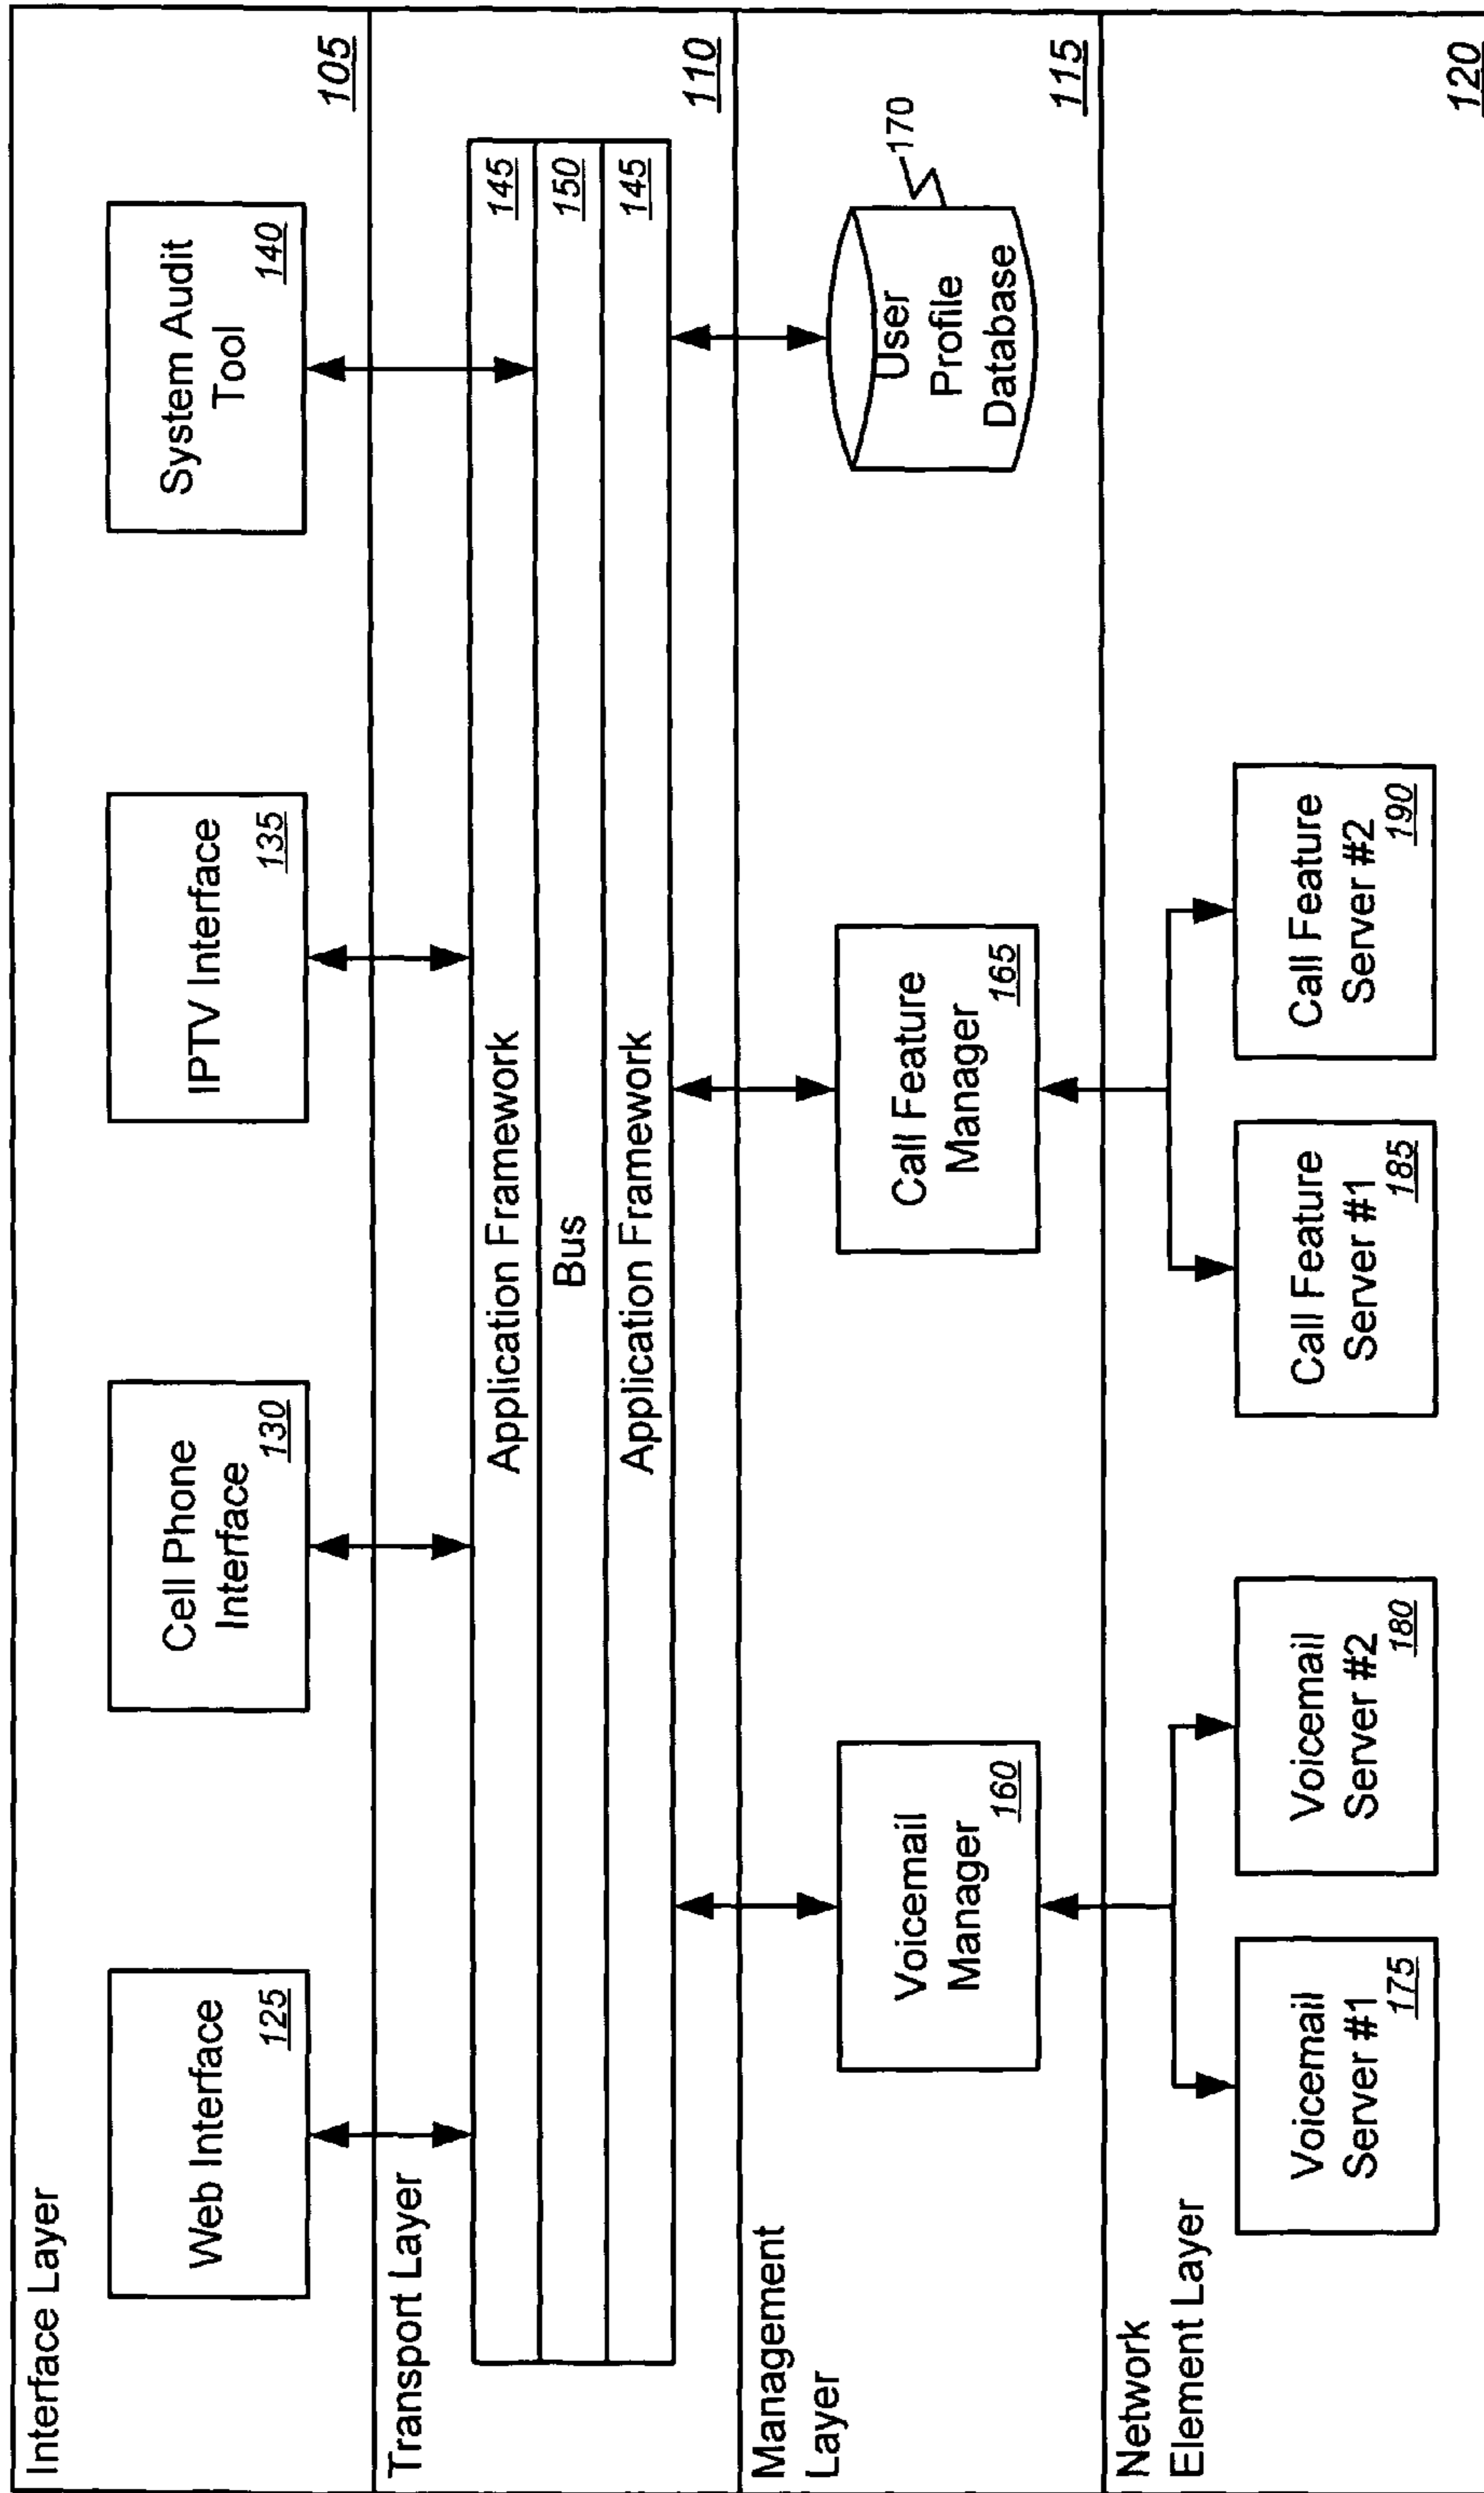 Interface Layer
Web Interface
125
Cell Phone
Interface
130
IPTV Interface
135
System Audit
Tool
140
105
Transport Layer
Application Framework
145
Bus
150
Application Framework
145
110
Management
Layer
Voicemail
Manager
160
Call Feature
Manager
165
User
Profile
Database
170
115
Network
Element Layer
Voicemail
Server #1
175
Voicemail
Server #2
180
Call Feature
Server #1
185
Call Feature
Server #2
190
120